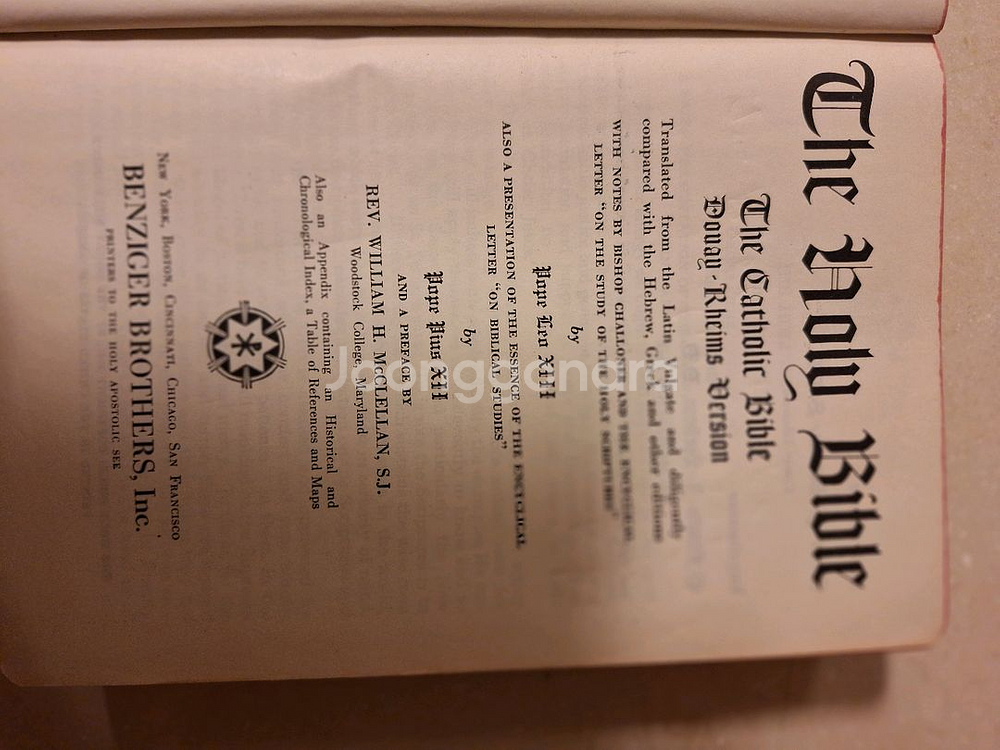 The Holy Bible
The Catholic Bible
Douay-Rheims Version
Translated from the Latin Vulgate and diligently
compared with the Hebrew, Greek and other editions
WITH NOTES BY BISHOP CHALLONER AND THE ENCYCLICAL
LETTER "ON THE STUDY OF THE HOLY SCRIPTURES"
by
Pope Leo XIII
ALSO A PRESENTATION OF THE ESSENCE OF THE ENCYCLICAL
LETTER "ON BIBLICAL STUDIES"
by
Pope Pius XII
AND A PREFACE BY
REV. WILLIAM H. McCLELLAN, S.J.
Woodstock College, Maryland
Also an Appendix containing an Historical and
Chronological Index, a Table of References and Maps
New York, Boston, Cincinnati, Chicago, San Francisco
BENZIGER BROTHERS, Inc.
PRINTERS TO THE HOLY APOSTOLIC SEE
Joonggonara